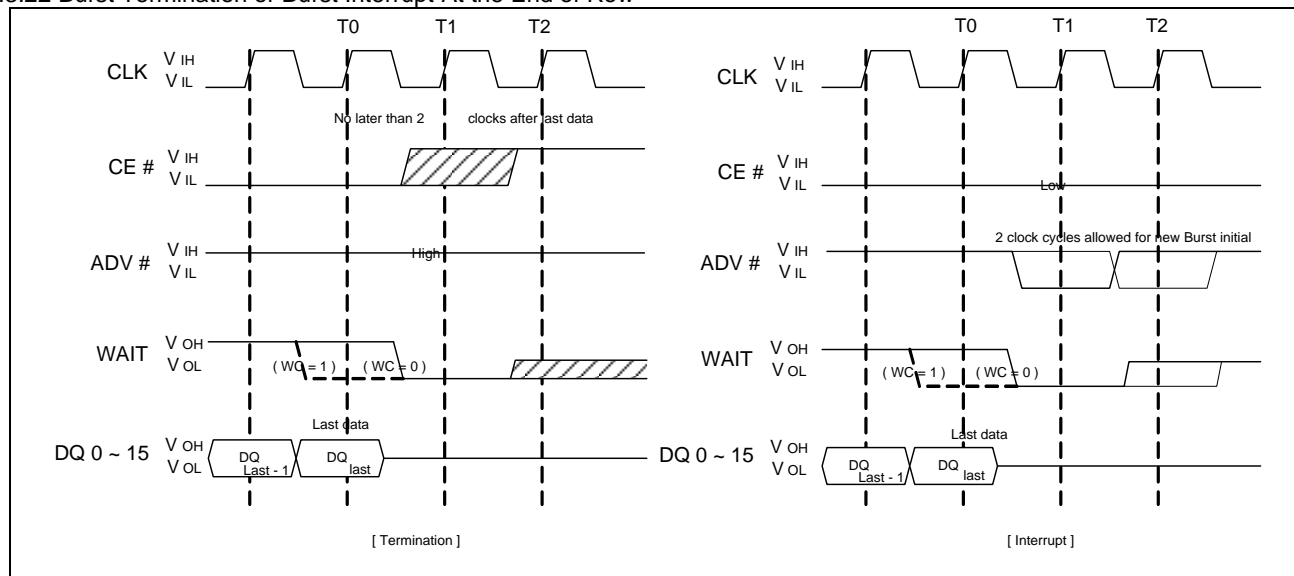 Burst Termination or Burst Interrupt At the End of Row
T0 T1 T2
CLK V IH
V IL
No later than 2 clocks after last data
CE # V IH
V IL
ADV # V IH
V IL
High
WAIT V OH
V OL
( WC = 1 ) ( WC = 0 )
Last data
DQ 0 ~ 15 V OH
V OL
DQ Last - 1 DQ last
[ Termination ]
T0 T1 T2
CLK V IH
V IL
CE # V IH
V IL
Low
2 clock cycles allowed for new Burst initial
ADV # V IH
V IL
WAIT V OH
V OL
( WC = 1 ) ( WC = 0 )
Last data
DQ 0 ~ 15 V OH
V OL
DQ Last - 1 DQ last
[ Interrupt ]